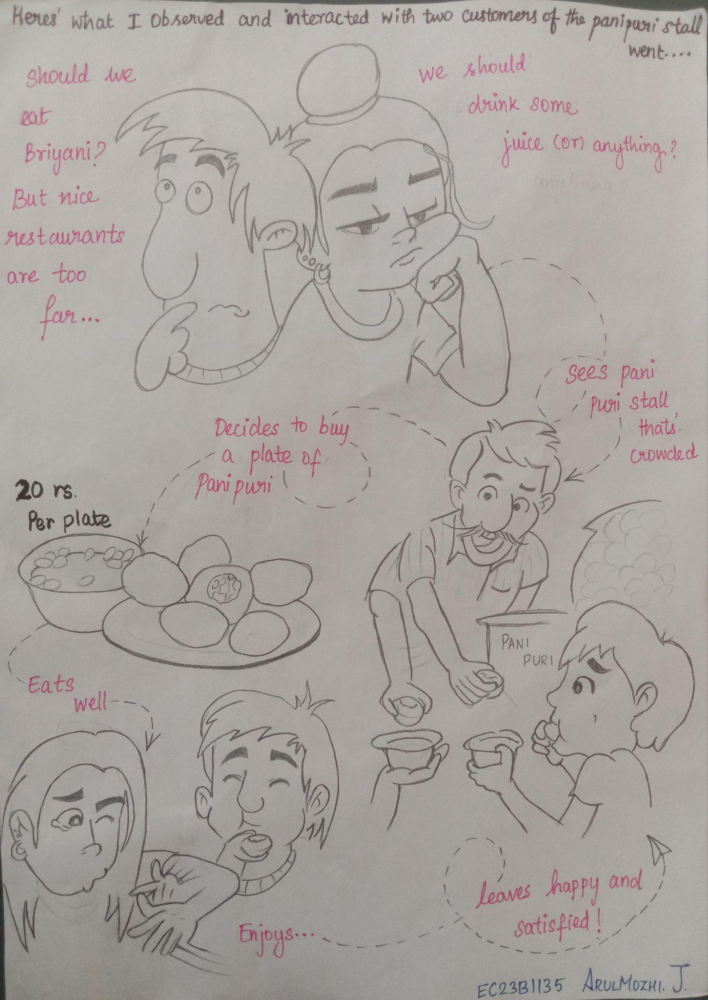 Heres' what I Observed and interacted with two customers of the panipuri stall
went....
should we
eat
Briyani?
But nice
restaurants
are too
far...
we should
drink some
juice (or) anything?
sees pani
puri stall,
thats'
crowded
Decides to buy
a plate of
Panipuri
20 rs.
Per plate
PANI
PURI
Eats
well
Enjoys...
leaves happy and
satisfied!
EC23B1135 ARULMOZHI. J.